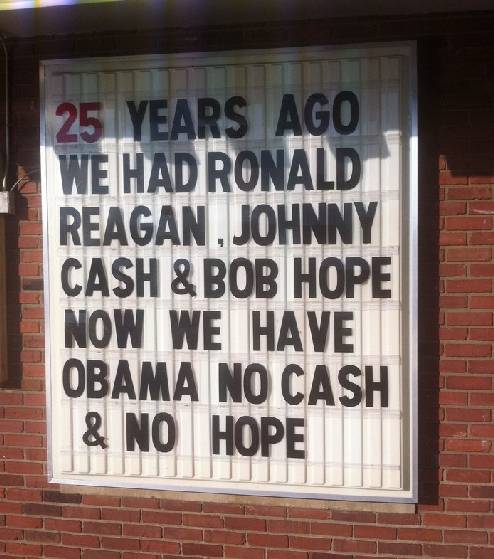 25 YEARS AGO
WE HAD RONALD
REAGAN, JOHNNY
CASH & BOB HOPE
NOW WE HAVE
OBAMA NO CASH
& NO HOPE